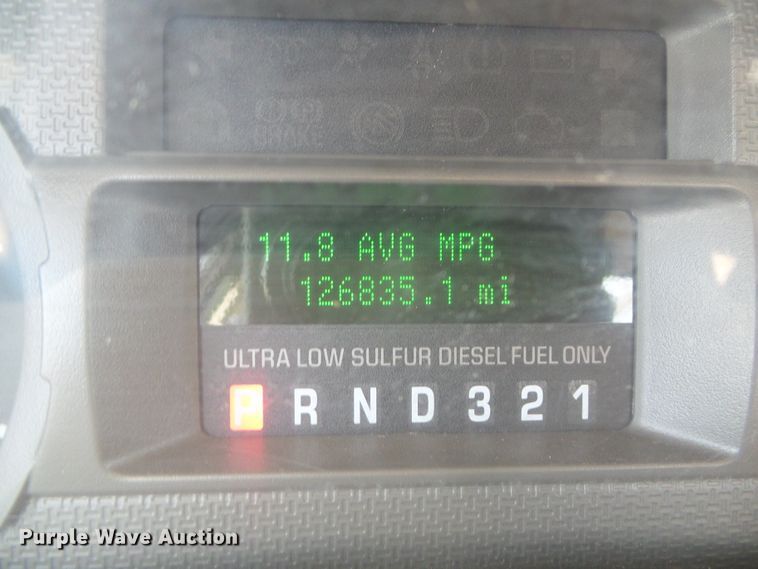 BRAKE
11.8 AVG MPG
126835.1 mi
ULTRA LOW SULFUR DIESEL FUEL ONLY
P R N D 3 2 1
Purple Wave Auction